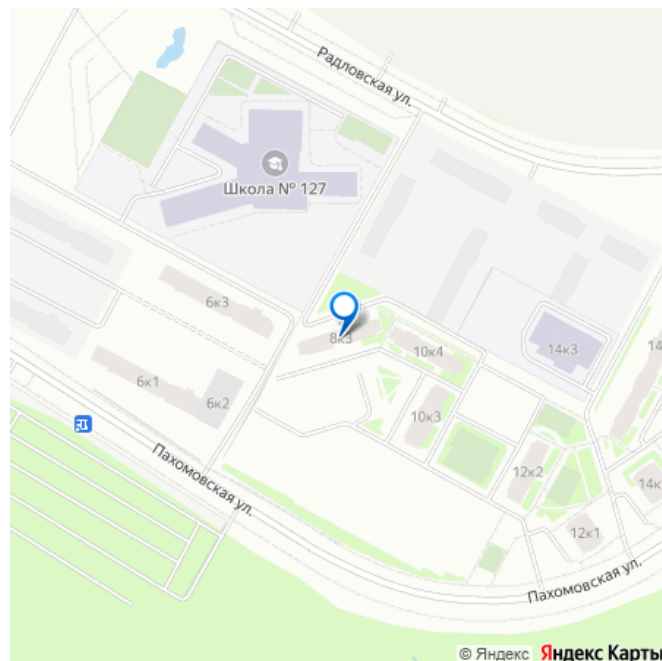 Радловская ул.
Школа № 127
6к3
8к3
10к4
14к3
14
6к1
6к2
10к3
Пахомовская ул.
12к2
14к
12к1
Пахомовская ул.
© Яндекс Яндекс Карты